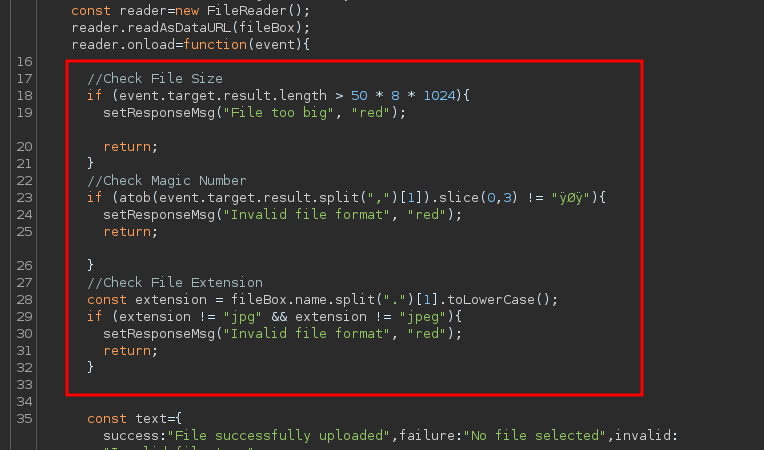 const reader=new FileReader();
reader.readAsDataURL(fileBox);
reader.onload=function(event){
16
17 //Check File Size
18 if (event.target.result.length > 50 * 8 * 1024){
19 setResponseMsg("File too big", "red");
20 return;
21 }
22 //Check Magic Number
23 if (atob(event.target.result.split(",")[1]).slice(0,3) != "ÿØÿ"){
24 setResponseMsg("Invalid file format", "red");
25 return;
26 }
27 //Check File Extension
28 const extension = fileBox.name.split(".")[1].toLowerCase();
29 if (extension != "jpg" && extension != "jpeg"){
30 setResponseMsg("Invalid file format", "red");
31 return;
32 }
33
34
35 const text={
success:"File successfully uploaded",failure:"No file selected",invalid: